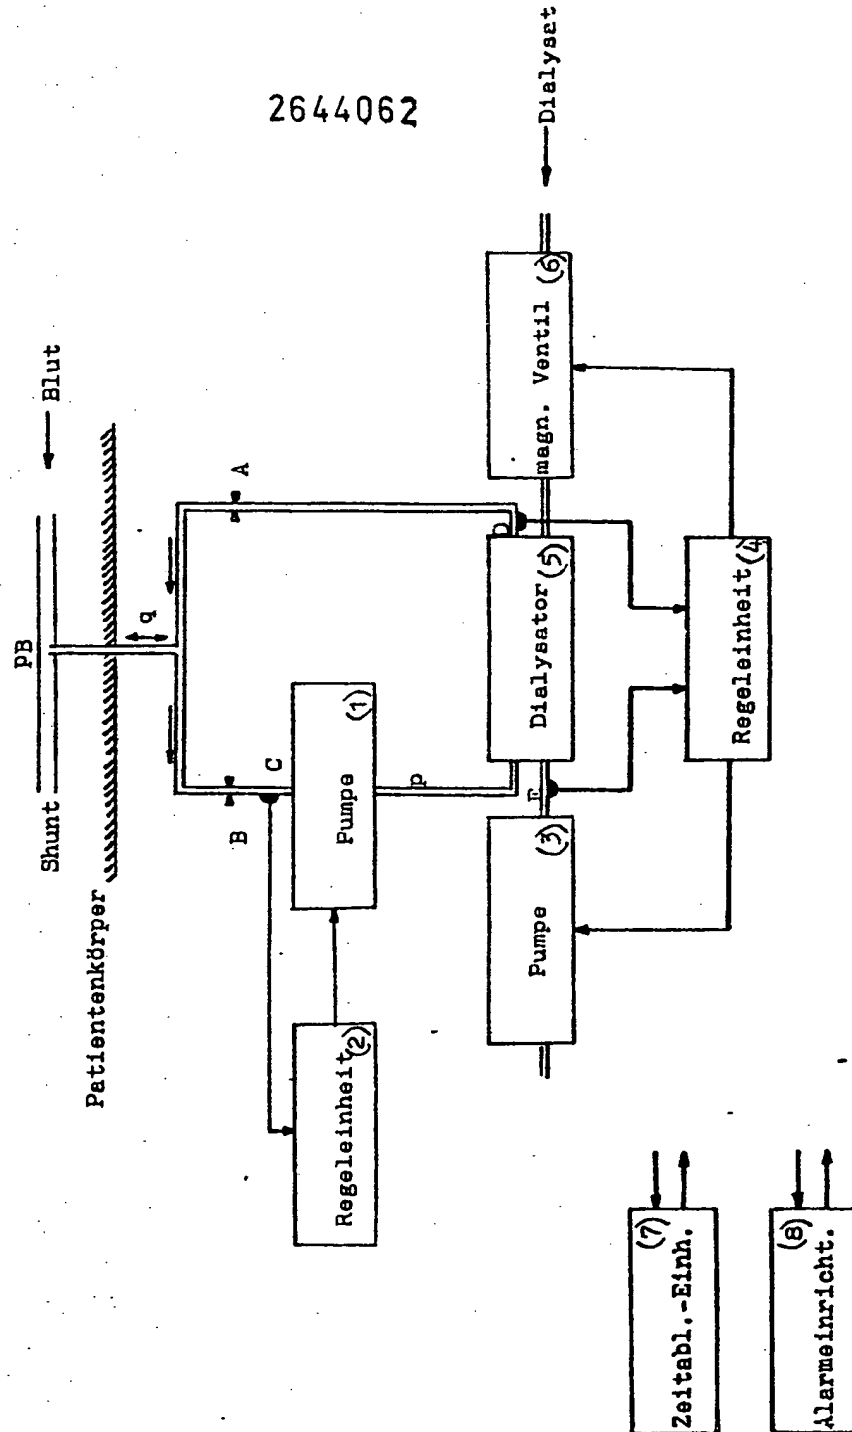 2644062
Blut
Dialysat
pB
Shunt
Patientenkörper
q
A
B
C
D
E
p
Pumpe (1)
Regeleinheit (2)
Pumpe (3)
Dialysator (5)
magn. Ventil (6)
Regeleinheit (4)
Zeitabl.-Einh. (7)
Alarmeinricht. (8)